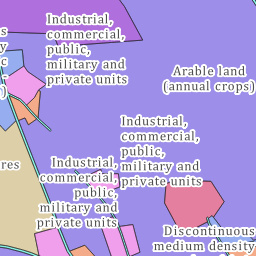 Industrial,
commercial,
public,
military and
private units
Arable land
(annual crops)
Industrial,
commercial,
public,
military and
private units
Industrial,
commercial,
public,
military and
private units
Discontinuous
medium density